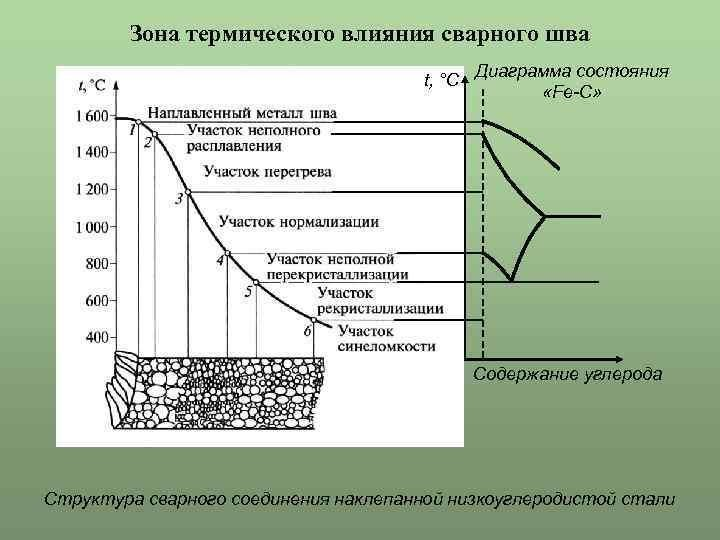 Зона термического влияния сварного шва
t, °C
Диаграмма состояния
«Fe-C»
t, °C
1 600
1 400
1 200
1 000
800
600
400
1
2
3
4
5
6
Наплавленный металл шва
Участок неполного
расплавления
Участок перегрева
Участок нормализации
Участок неполной
перекристаллизации
Участок
рекристаллизации
Участок
синеломкости
Содержание углерода
Структура сварного соединения наклепанной низкоуглеродистой стали